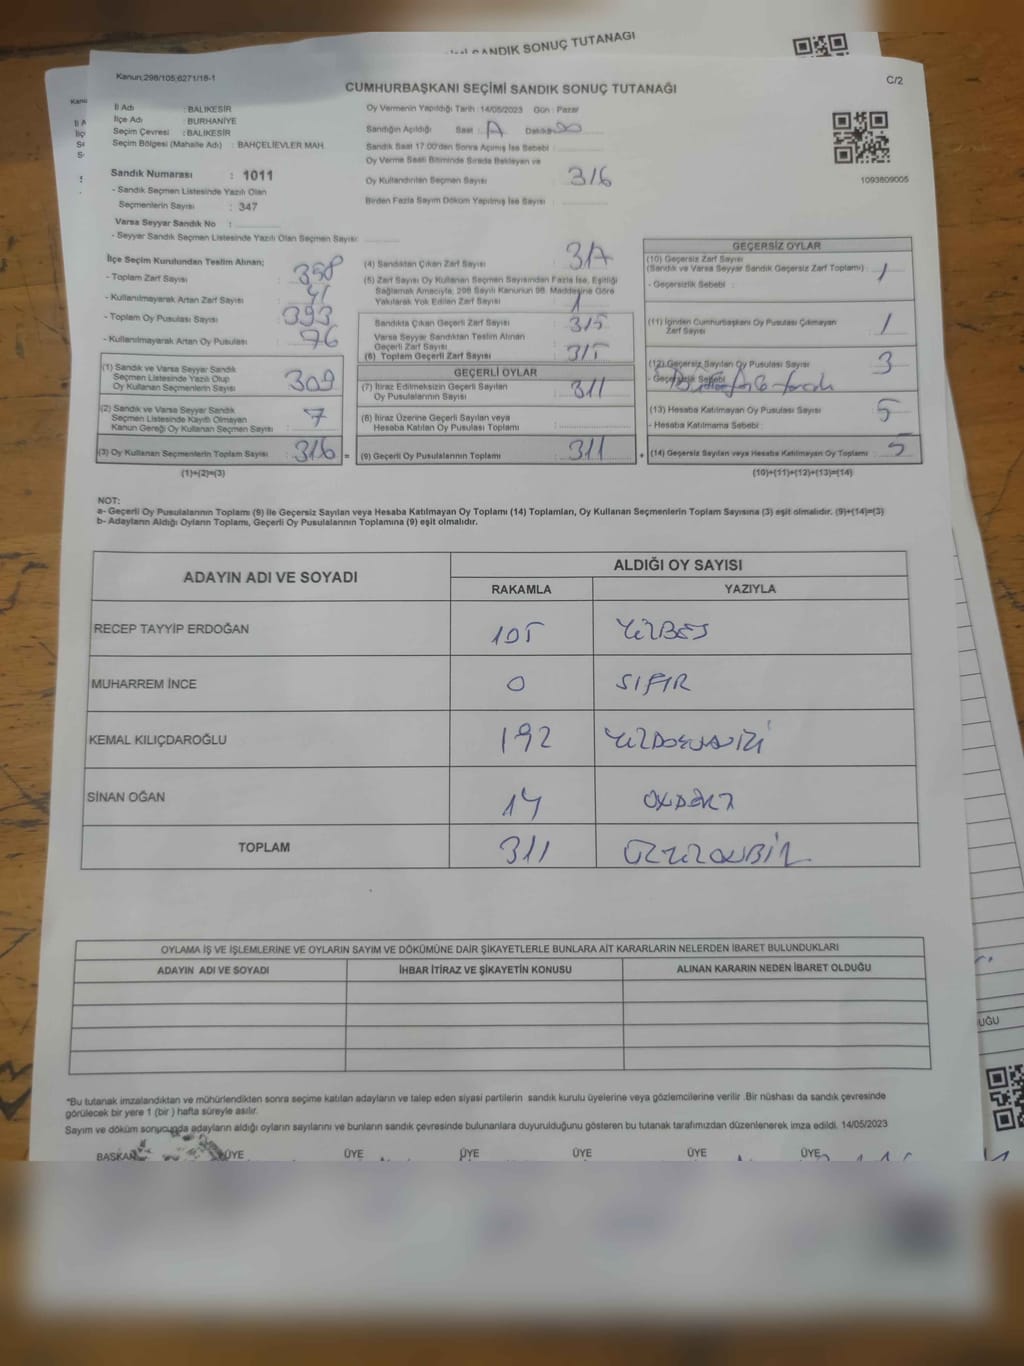 SANDIK SONUÇ TUTANAGI
Kanun;298/105;6271/18-1
C/2
CUMHURBAŞKANI SEÇİMİ SANDIK SONUÇ TUTANAĞI
İl Adı : BALIKESİR
İlçe Adı : BURHANİYE
Seçim Çevresi : BALIKESİR
Seçim Bölgesi (Mahalle Adı) : BAHÇELİEVLER MAH.
Oy Vermenin Yapıldığı Tarih :14/05/2023 Gün : Pazar
Sandığın Açıldığı Saat : Dakika
Sandık Saat 17.00'den Sonra Açılmış İse Sebebi :
Oy Verme Saati Bitiminde Sırada Bekleyen ve
Oy Kullandırılan Seçmen Sayısı 316
Birden Fazla Sayım Döküm Yapılmış İse Sayısı :
1093809005
Sandık Numarası : 1011
- Sandık Seçmen Listesinde Yazılı Olan
Seçmenlerin Sayısı : 347
Varsa Seyyar Sandık No :
- Seyyar Sandık Seçmen Listesinde Yazılı Olan Seçmen Sayısı:
İlçe Seçim Kurulundan Teslim Alınan;
- Toplam Zarf Sayısı : 358
- Kullanılmayarak Artan Zarf Sayısı : 41
- Toplam Oy Pusulası Sayısı : 393
- Kullanılmayarak Artan Oy Pusulası : 76
(1) Sandık ve Varsa Seyyar Sandık
Seçmen Listesinde Yazılı Olup
Oy Kullanan Seçmenlerin Sayısı : 309
(2) Sandık ve Varsa Seyyar Sandık
Seçmen Listesinde Kayıtlı Olmayan
Kanun Gereği Oy Kullanan Seçmen Sayısı : 7
(3) Oy Kullanan Seçmenlerin Toplam Sayısı : 316 =
(1)+(2)=(3)
(4) Sandıktan Çıkan Zarf Sayısı :
(5) Zarf Sayısı Oy Kullanan Seçmen Sayısından Fazla İse, Eşitliği
Sağlamak Amacıyla, 298 Sayılı Kanunun 98. Maddesine Göre
Yakılarak Yok Edilen Zarf Sayısı : 1
Sandıkta Çıkan Geçerli Zarf Sayısı : 315
Varsa Seyyar Sandıktan Teslim Alınan
Geçerli Zarf Sayısı
(6) Toplam Geçerli Zarf Sayısı : 315
GEÇERLİ OYLAR
(7) İtiraz Edilmeksizin Geçerli Sayılan
Oy Pusulasının Sayısı : 311
(8) İtiraz Üzerine Geçerli Sayılan veya
Hesaba Katılan Oy Pusulası Toplamı :
(9) Geçerli Oy Pusulalarının Toplamı : 311 +
GEÇERSİZ OYLAR
(10) Geçersiz Zarf Sayısı
(Sandık ve Varsa Seyyar Sandık Geçersiz Zarf Toplamı) : 1
- Geçersizlik Sebebi :
(11) İçinden Cumhurbaşkanı Oy Pusulası Çıkmayan
Zarf Sayısı : 1
(12) Geçersiz Sayılan Oy Pusulası Sayısı : 3
- Geçersizlik Sebebi
(13) Hesaba Katılmayan Oy Pusulası Sayısı : 5
- Hesaba Katılmama Sebebi :
(14) Geçersiz Sayılan veya Hesaba Katılmayan Oy Toplamı : 5
(10)+(11)+(12)+(13)=(14)
NOT:
a- Geçerli Oy Pusulalarının Toplamı (9) ile Geçersiz Sayılan veya Hesaba Katılmayan Oy Toplamı (14) Toplamları, Oy Kullanan Seçmenlerin Toplam Sayısına (3) eşit olmalıdır. (9)+(14)=(3)
b- Adayların Aldığı Oyların Toplamı, Geçerli Oy Pusulalarının Toplamına (9) eşit olmalıdır.
ADAYIN ADI VE SOYADI
ALDIĞI OY SAYISI
RAKAMLA YAZIYLA
RECEP TAYYİP ERDOĞAN 105 YÜZBEŞ
MUHARREM İNCE 0 SIFIR
KEMAL KILIÇDAROĞLU 192 YÜZDOKSANİKİ
SİNAN OĞAN 14 ONDÖRT
TOPLAM 311 ÜÇYÜZONBİR
OYLAMA İŞ VE İŞLEMLERİNE VE OYLARIN SAYIM VE DÖKÜMÜNE DAİR ŞİKAYETLERLE BUNLARA AİT KARARLARIN NELERDEN İBARET BULUNDUKLARI
ADAYIN ADI VE SOYADI İHBAR İTİRAZ VE ŞİKAYETİN KONUSU ALINAN KARARIN NEDEN İBARET OLDUĞU
UĞU
*Bu tutanak imzalandıktan ve mühürlendikten sonra seçime katılan adayların ve talep eden siyasi partilerin sandık kurulu üyelerine veya gözlemcilerine verilir .Bir nüshası da sandık çevresinde
görülecek bir yere 1 (bir ) hafta süreyle asılır.
Sayım ve döküm sonucunda adayların aldığı oyların sayılarını ve bunların sandık çevresinde bulunanlara duyurulduğunu gösteren bu tutanak tarafımızdan düzenlenerek imza edildi. 14/05/2023
BAŞKAN ÜYE ÜYE ÜYE ÜYE ÜYE ÜYE